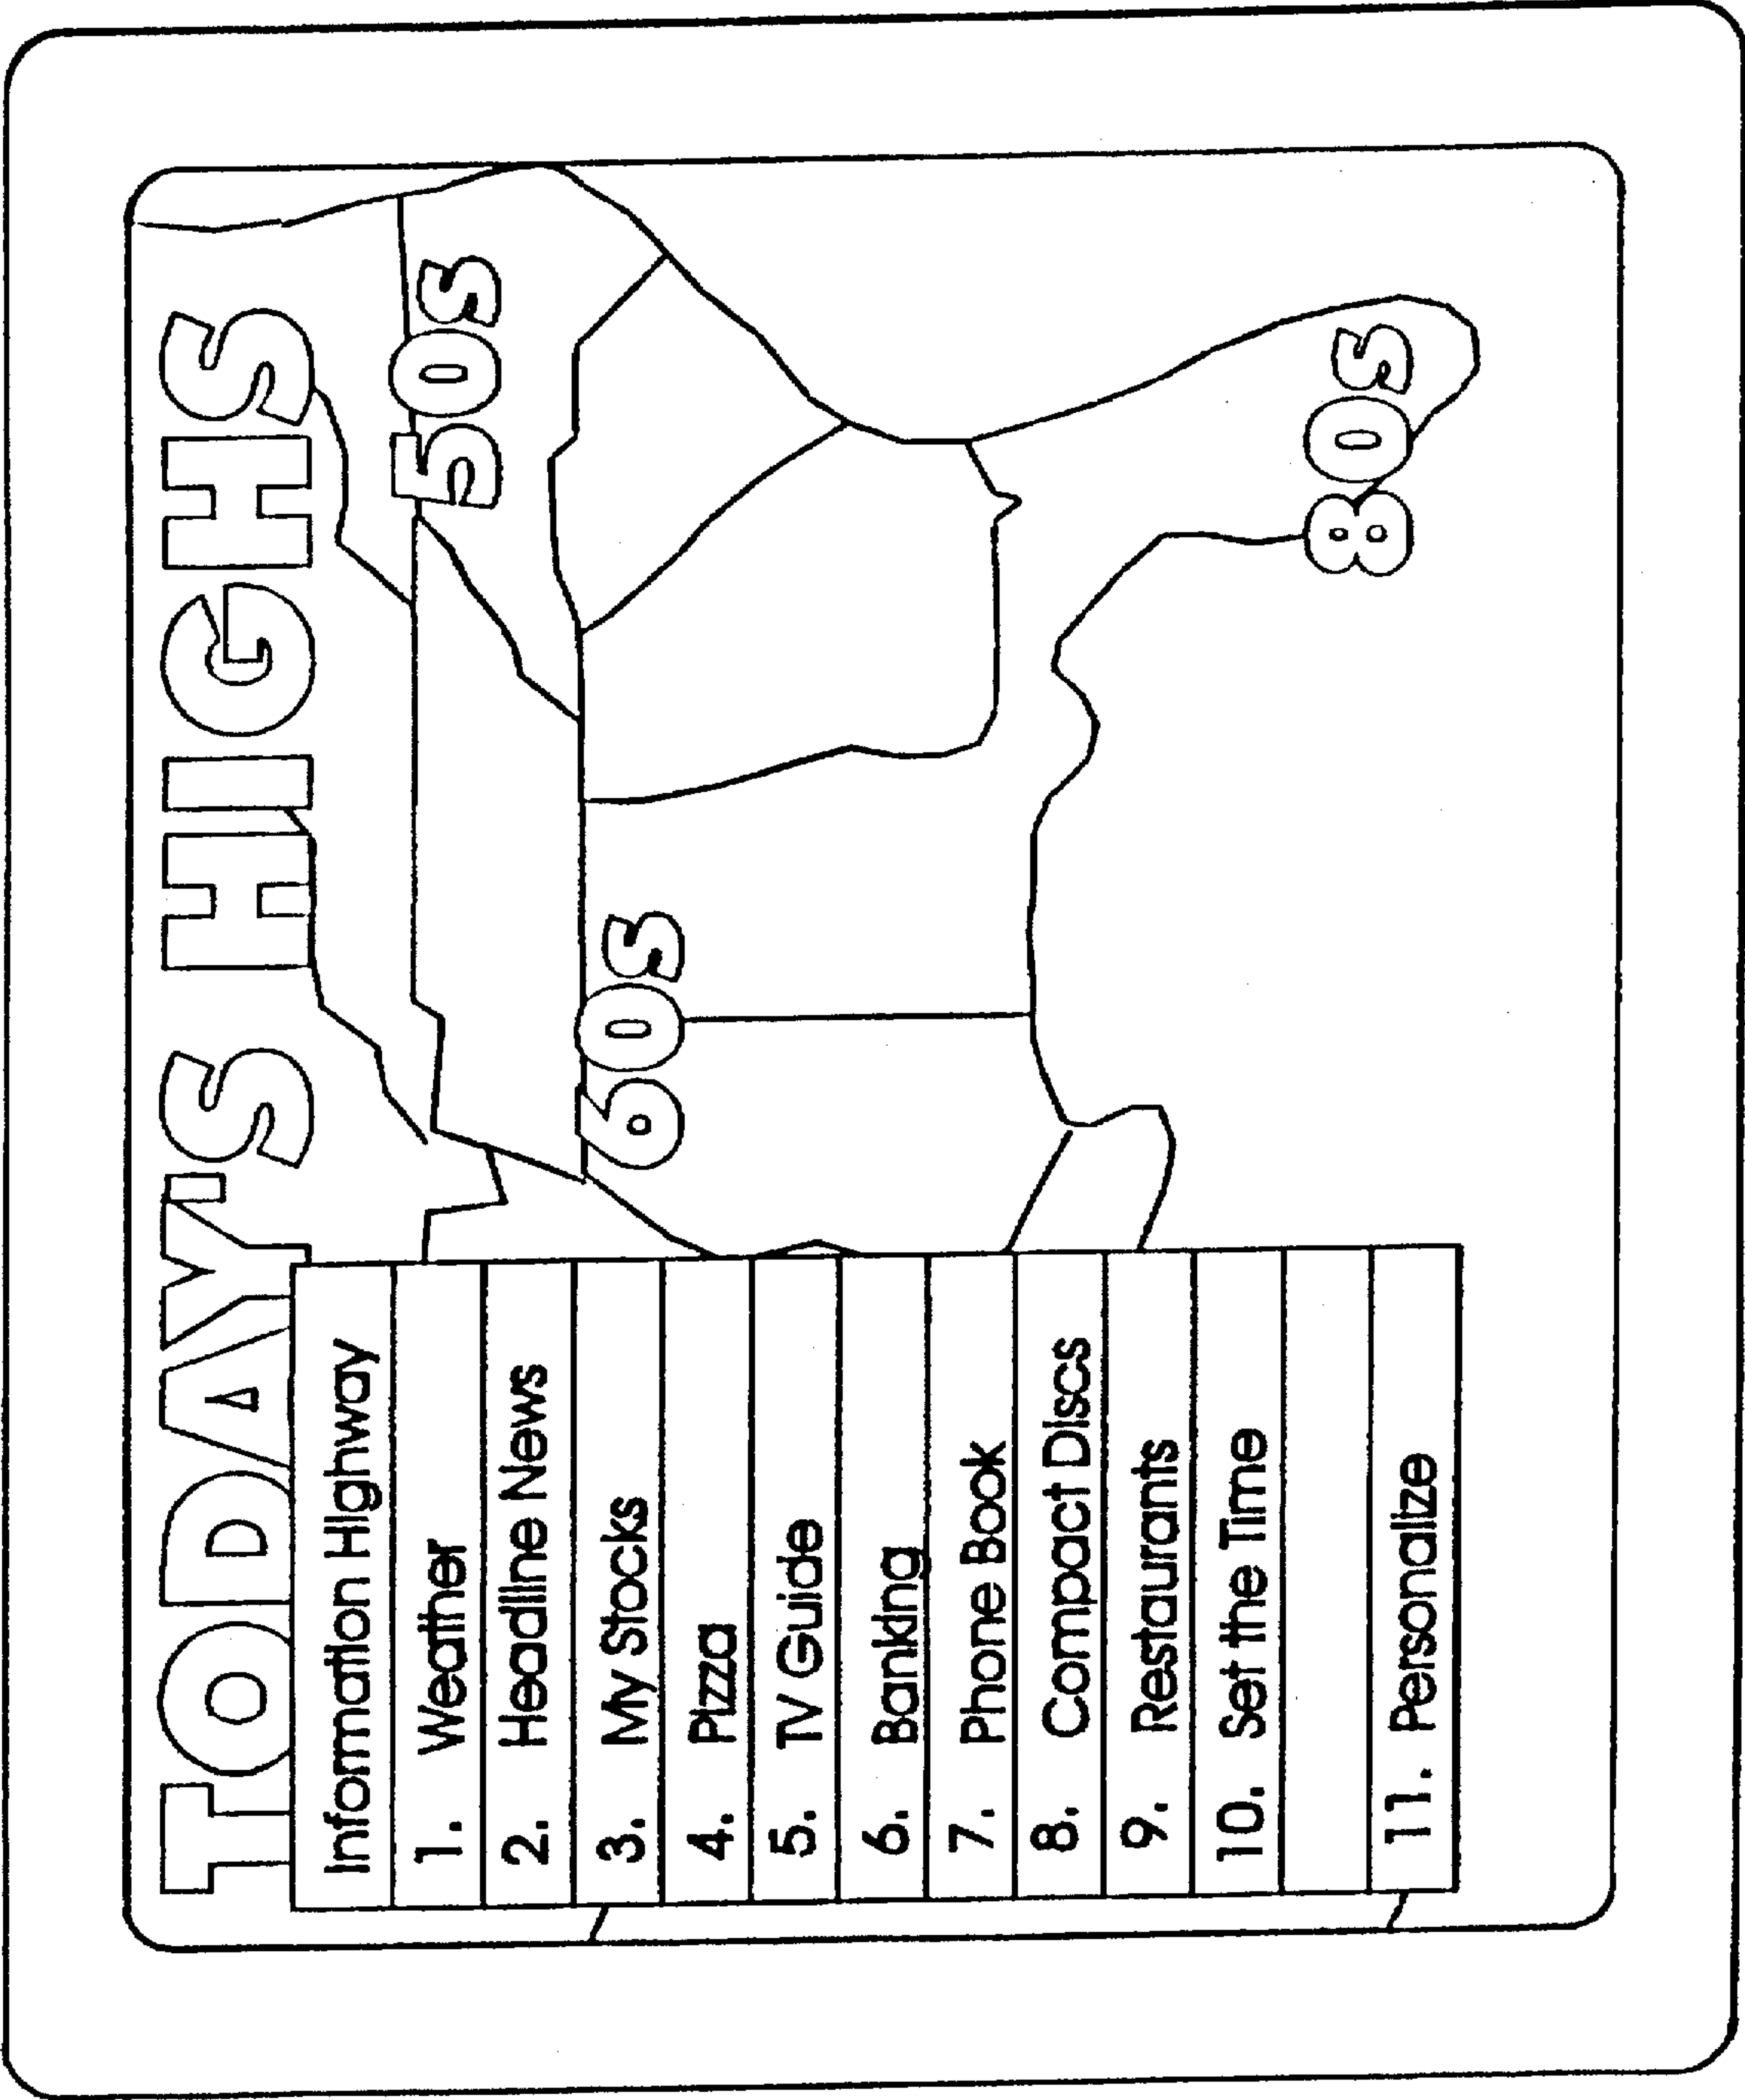 TODAY'S HIGHS
Information Highway
1. Weather
2. Headline News
3. My Stocks
4. Pizza
5. TV Guide
6. Banking
7. Phone Book
8. Compact Discs
9. Restaurants
10. Set the Time
11. Personalize
50s
60s
80s